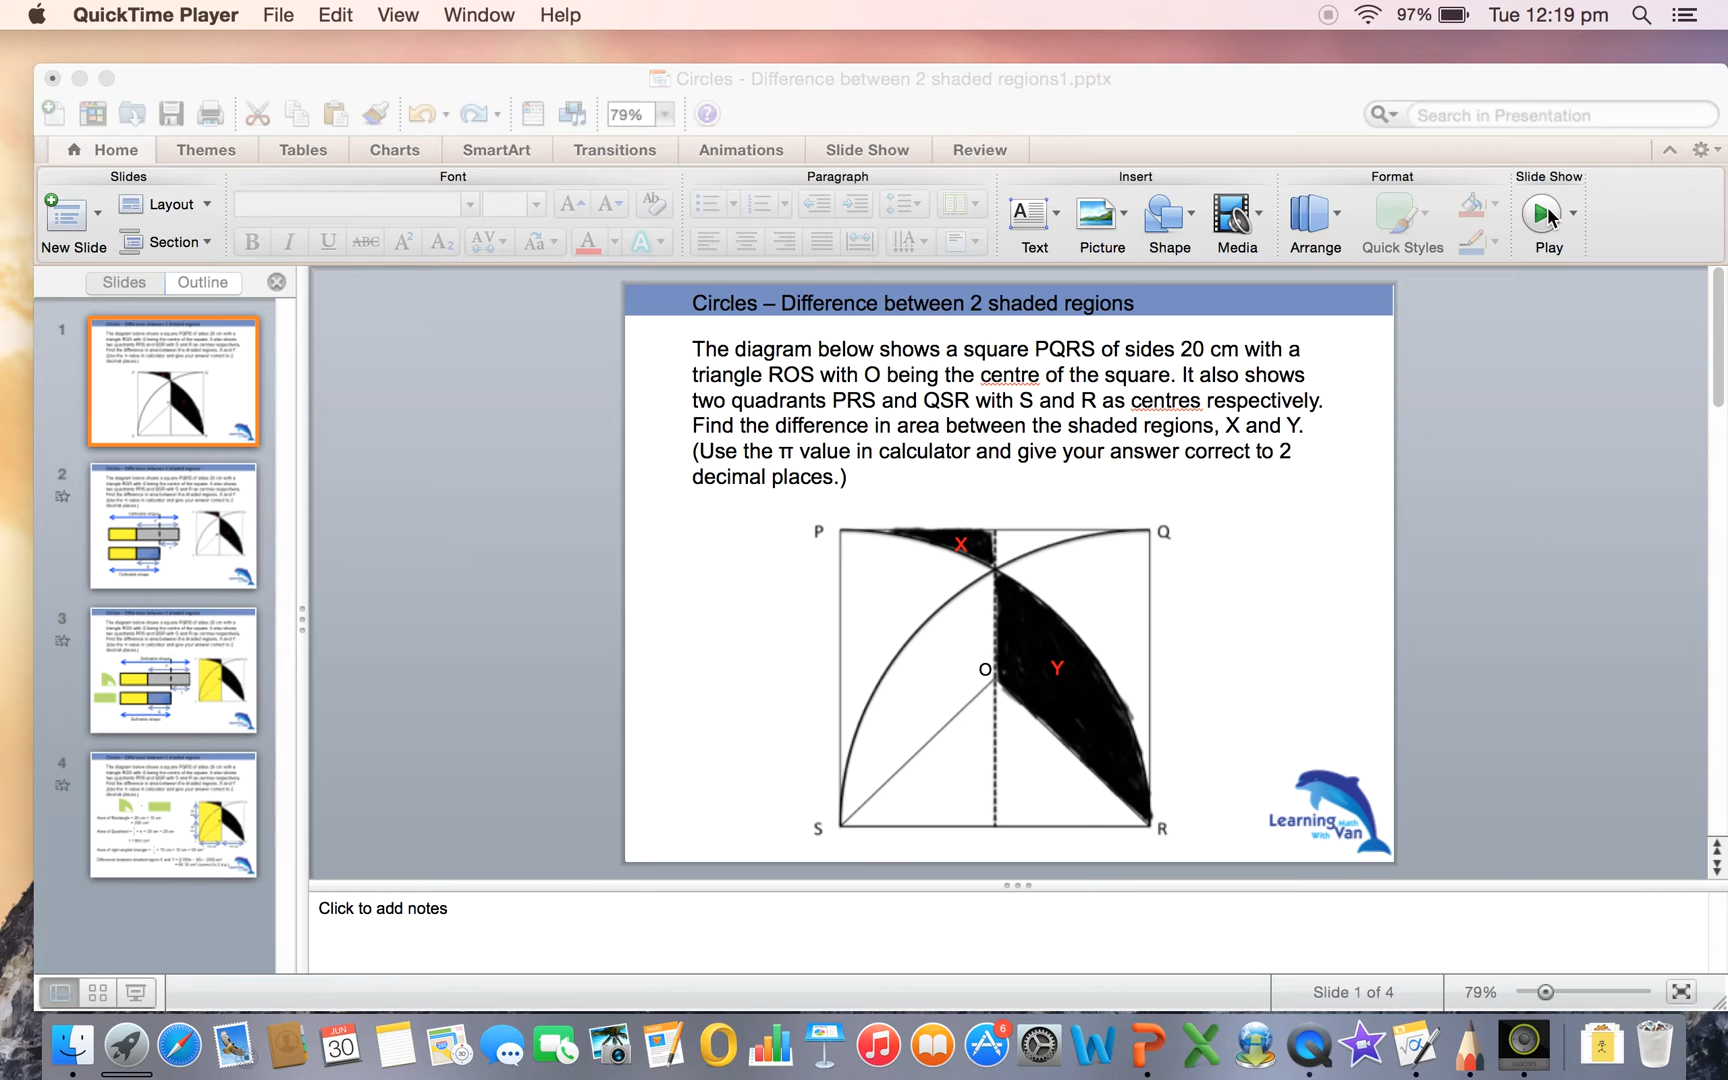 QuickTime Player File Edit View Window Help 97% Tue 12:19 pm
Circles - Difference between 2 shaded regions1.pptx
79% Search in Presentation
Home Themes Tables Charts SmartArt Transitions Animations Slide Show Review
Slides Font Paragraph Insert Format Slide Show
New Slide Layout Section
B I U ABC A² A₂ AV Aa A A
Text Picture Shape Media Arrange Quick Styles Play
Slides Outline
1
2
3
4
Circles – Difference between 2 shaded regions
The diagram below shows a square PQRS of sides 20 cm with a
triangle ROS with O being the centre of the square. It also shows
two quadrants PRS and QSR with S and R as centres respectively.
Find the difference in area between the shaded regions, X and Y.
(Use the π value in calculator and give your answer correct to 2
decimal places.)
P Q
X
O Y
S R
Learning Math
With Van
Click to add notes
Slide 1 of 4 79%
JUN
30
6